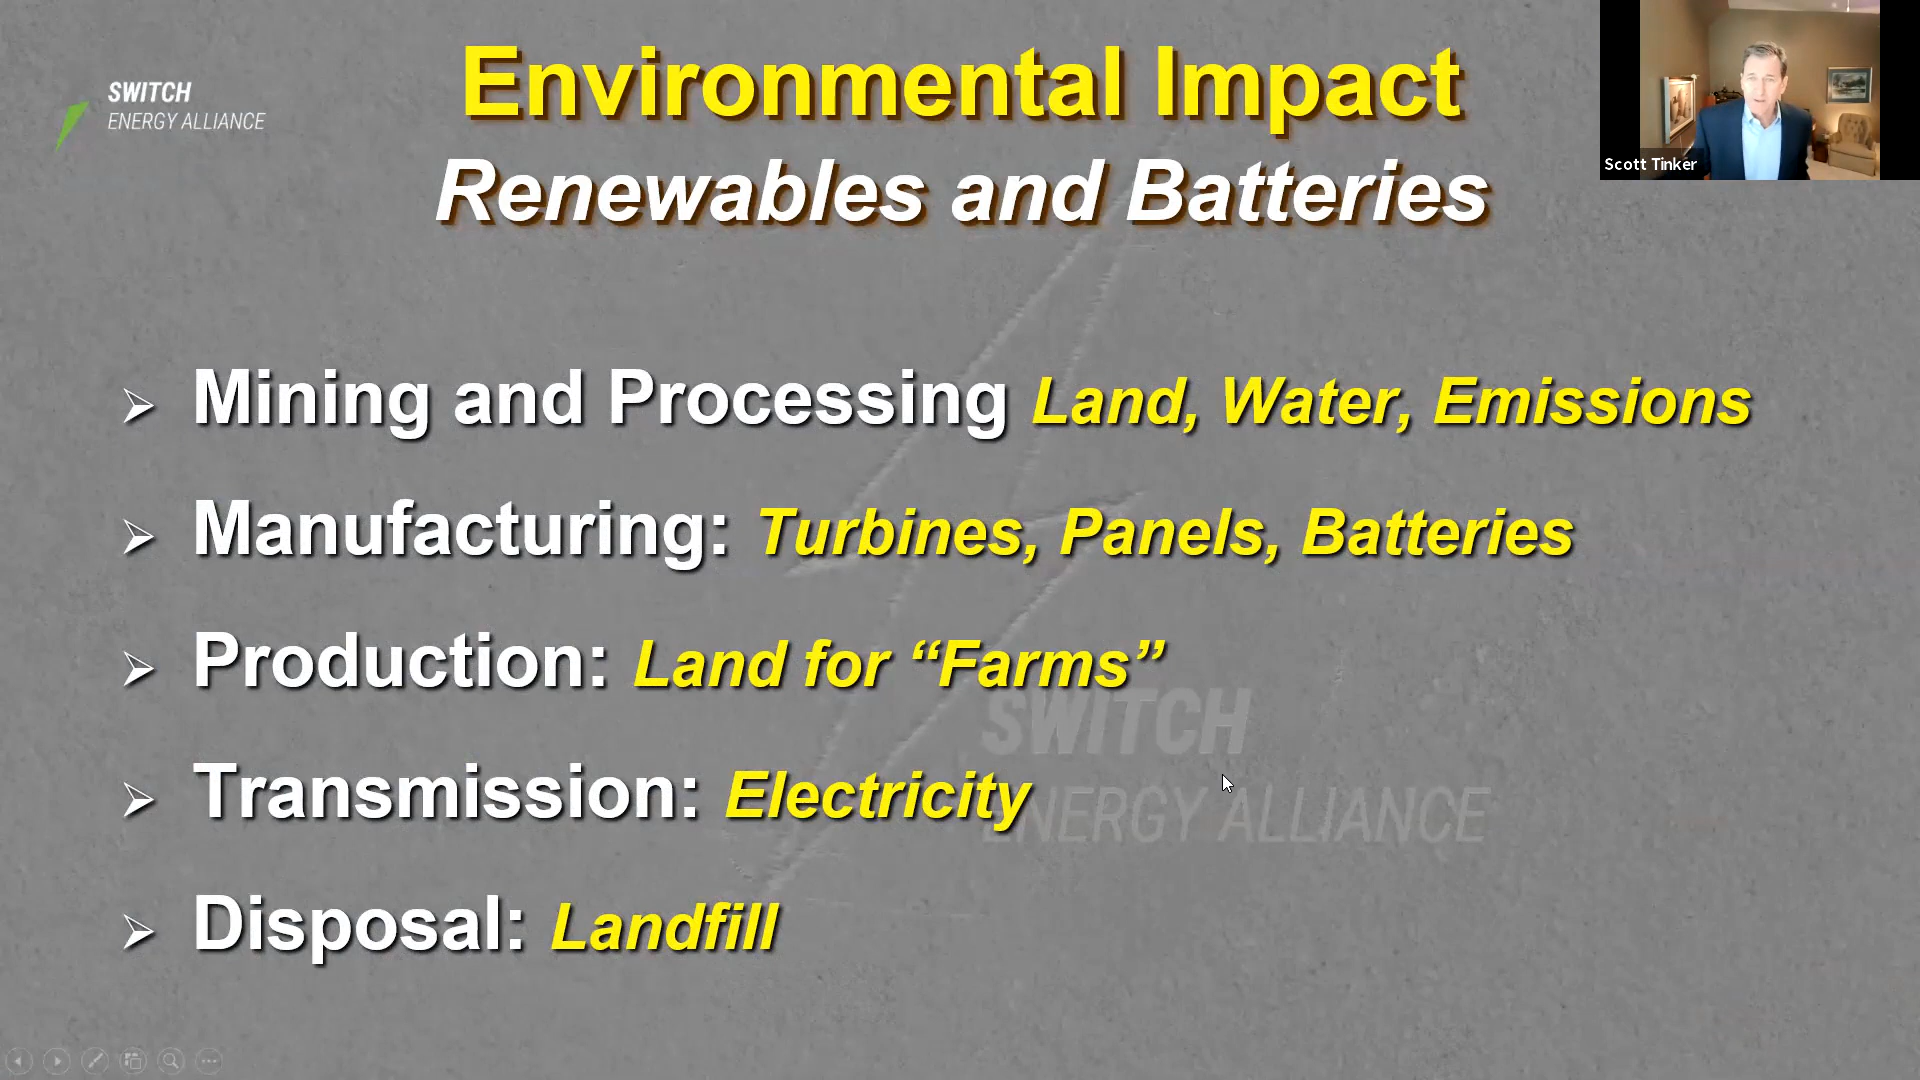 SWITCH
ENERGY ALLIANCE
Environmental Impact
Renewables and Batteries
Scott Tinker
➢ Mining and Processing Land, Water, Emissions
➢ Manufacturing: Turbines, Panels, Batteries
➢ Production: Land for “Farms”
➢ Transmission: Electricity
➢ Disposal: Landfill
SWITCH
ENERGY ALLIANCE